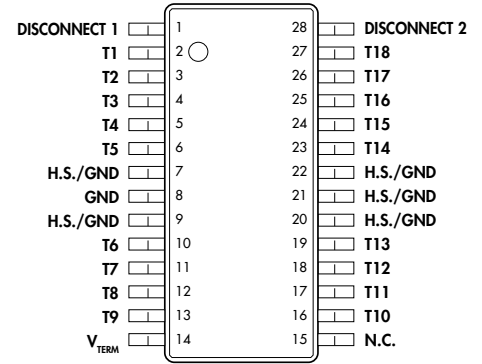 DISCONNECT 1 1 28 DISCONNECT 2
T1 2 27 T18
T2 3 26 T17
T3 4 25 T16
T4 5 24 T15
T5 6 23 T14
H.S./GND 7 22 H.S./GND
GND 8 21 H.S./GND
H.S./GND 9 20 H.S./GND
T6 10 19 T13
T7 11 18 T12
T8 12 17 T11
T9 13 16 T10
VTERM 14 15 N.C.